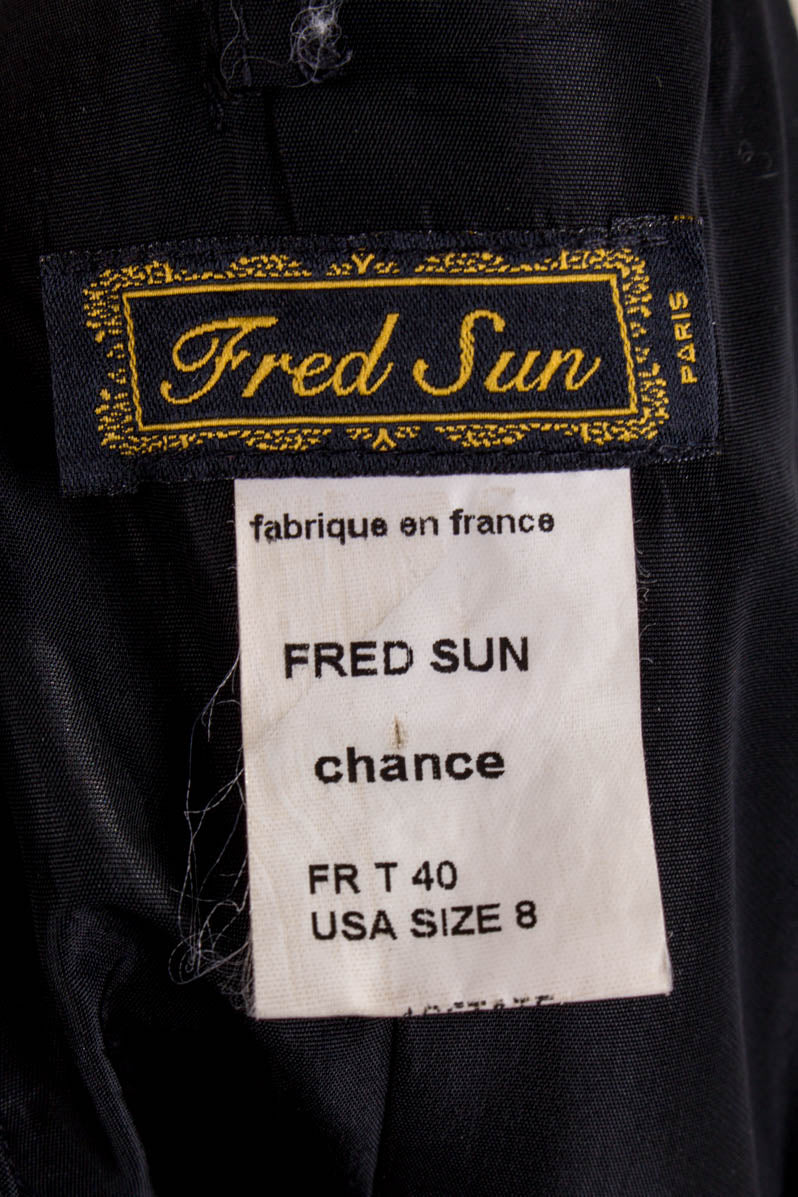 Fred Sun
PARIS
fabrique en france
FRED SUN
chance
FR T 40
USA SIZE 8